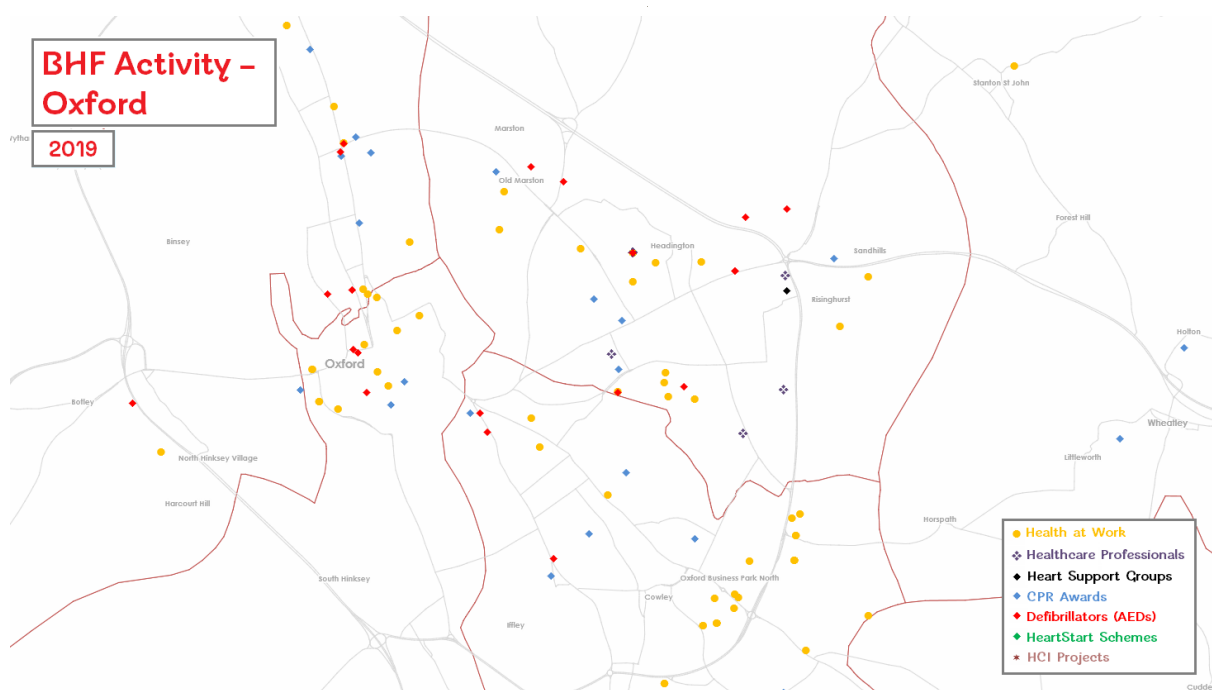 BHF Activity –
Oxford
2019
Stanton St John
Marston
ytha
Old Marston
Forest Hill
Binsey
Headington
Sandhills
Risinghurst
Holton
Oxford
Botley
Wheatley
North Hinksey Village
Littleworth
Harcourt Hill
Horspath
South Hinksey
Oxford Business Park North
Cowley
Iffley
Health at Work
Healthcare Professionals
Heart Support Groups
CPR Awards
Defibrillators (AEDs)
HeartStart Schemes
HCI Projects
Cudde